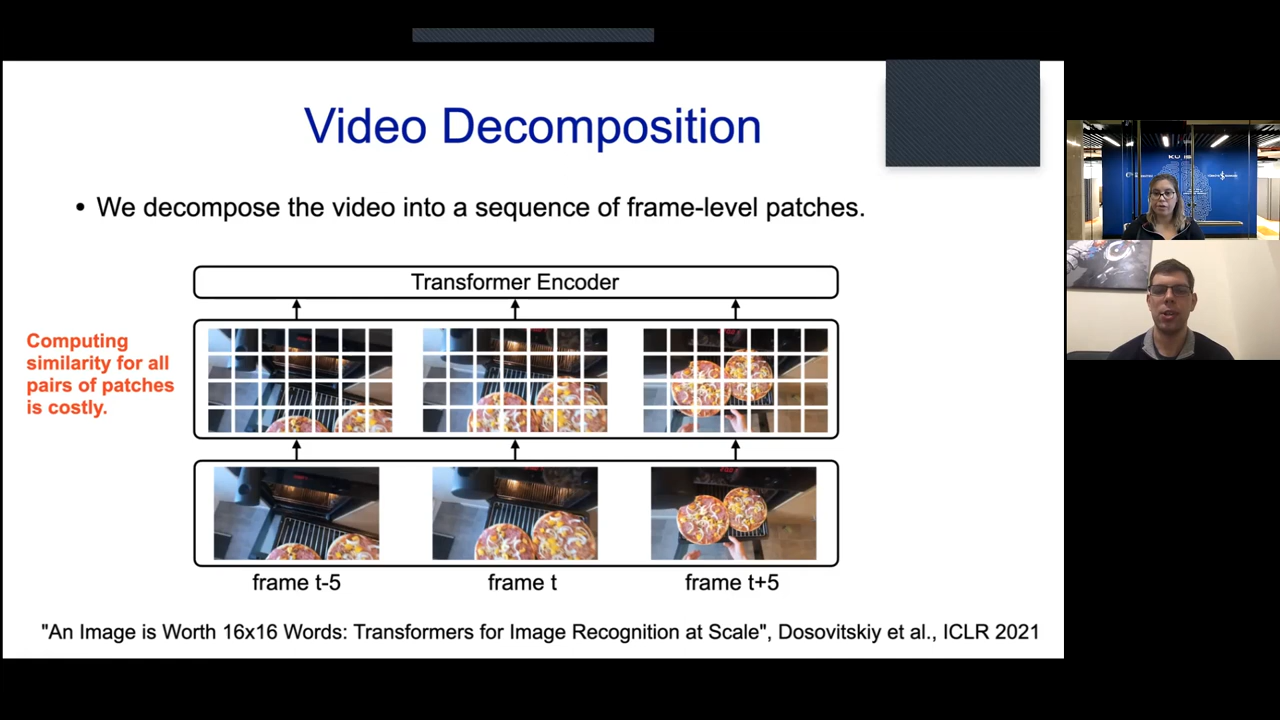 Video Decomposition
• We decompose the video into a sequence of frame-level patches.
Transformer Encoder
Computing
similarity for all
pairs of patches
is costly.
frame t-5
frame t
frame t+5
"An Image is Worth 16x16 Words: Transformers for Image Recognition at Scale", Dosovitskiy et al., ICLR 2021